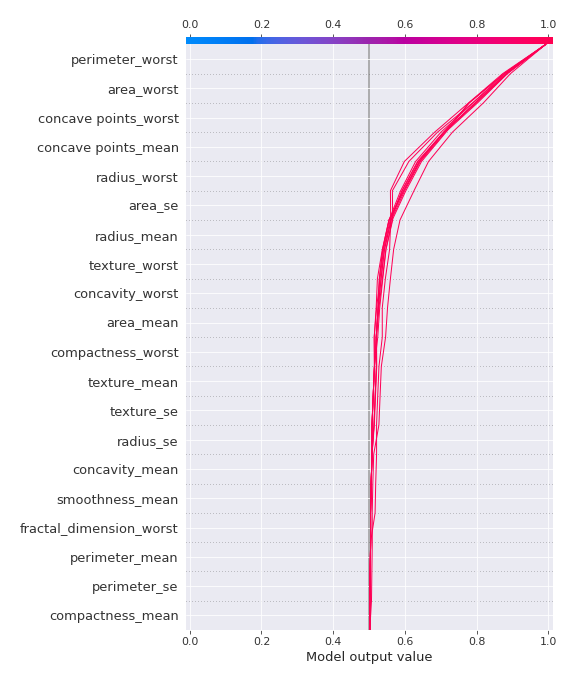 0.0 0.2 0.4 0.6 0.8 1.0
perimeter_worst
area_worst
concave points_worst
concave points_mean
radius_worst
area_se
radius_mean
texture_worst
concavity_worst
area_mean
compactness_worst
texture_mean
texture_se
radius_se
concavity_mean
smoothness_mean
fractal_dimension_worst
perimeter_mean
perimeter_se
compactness_mean
0.0 0.2 0.4 0.6 0.8 1.0
Model output value